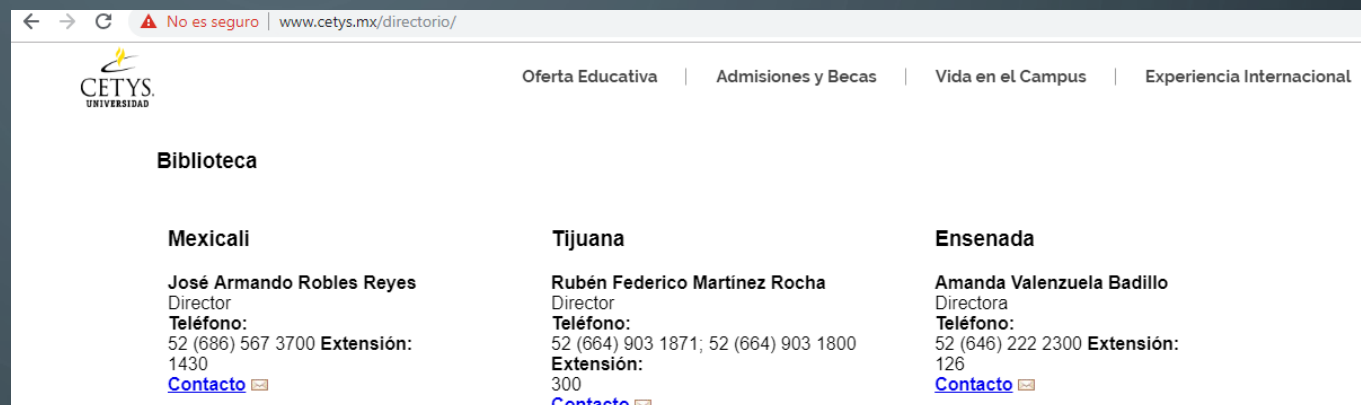 No es seguro | www.cetys.mx/directorio/
CETYS
UNIVERSIDAD
Oferta Educativa | Admisiones y Becas | Vida en el Campus | Experiencia Internacional
Biblioteca
Mexicali
José Armando Robles Reyes
Director
Teléfono:
52 (686) 567 3700 Extensión:
1430
Contacto
Tijuana
Rubén Federico Martínez Rocha
Director
Teléfono:
52 (664) 903 1871; 52 (664) 903 1800
Extensión:
300
Contacto
Ensenada
Amanda Valenzuela Badillo
Directora
Teléfono:
52 (646) 222 2300 Extensión:
126
Contacto